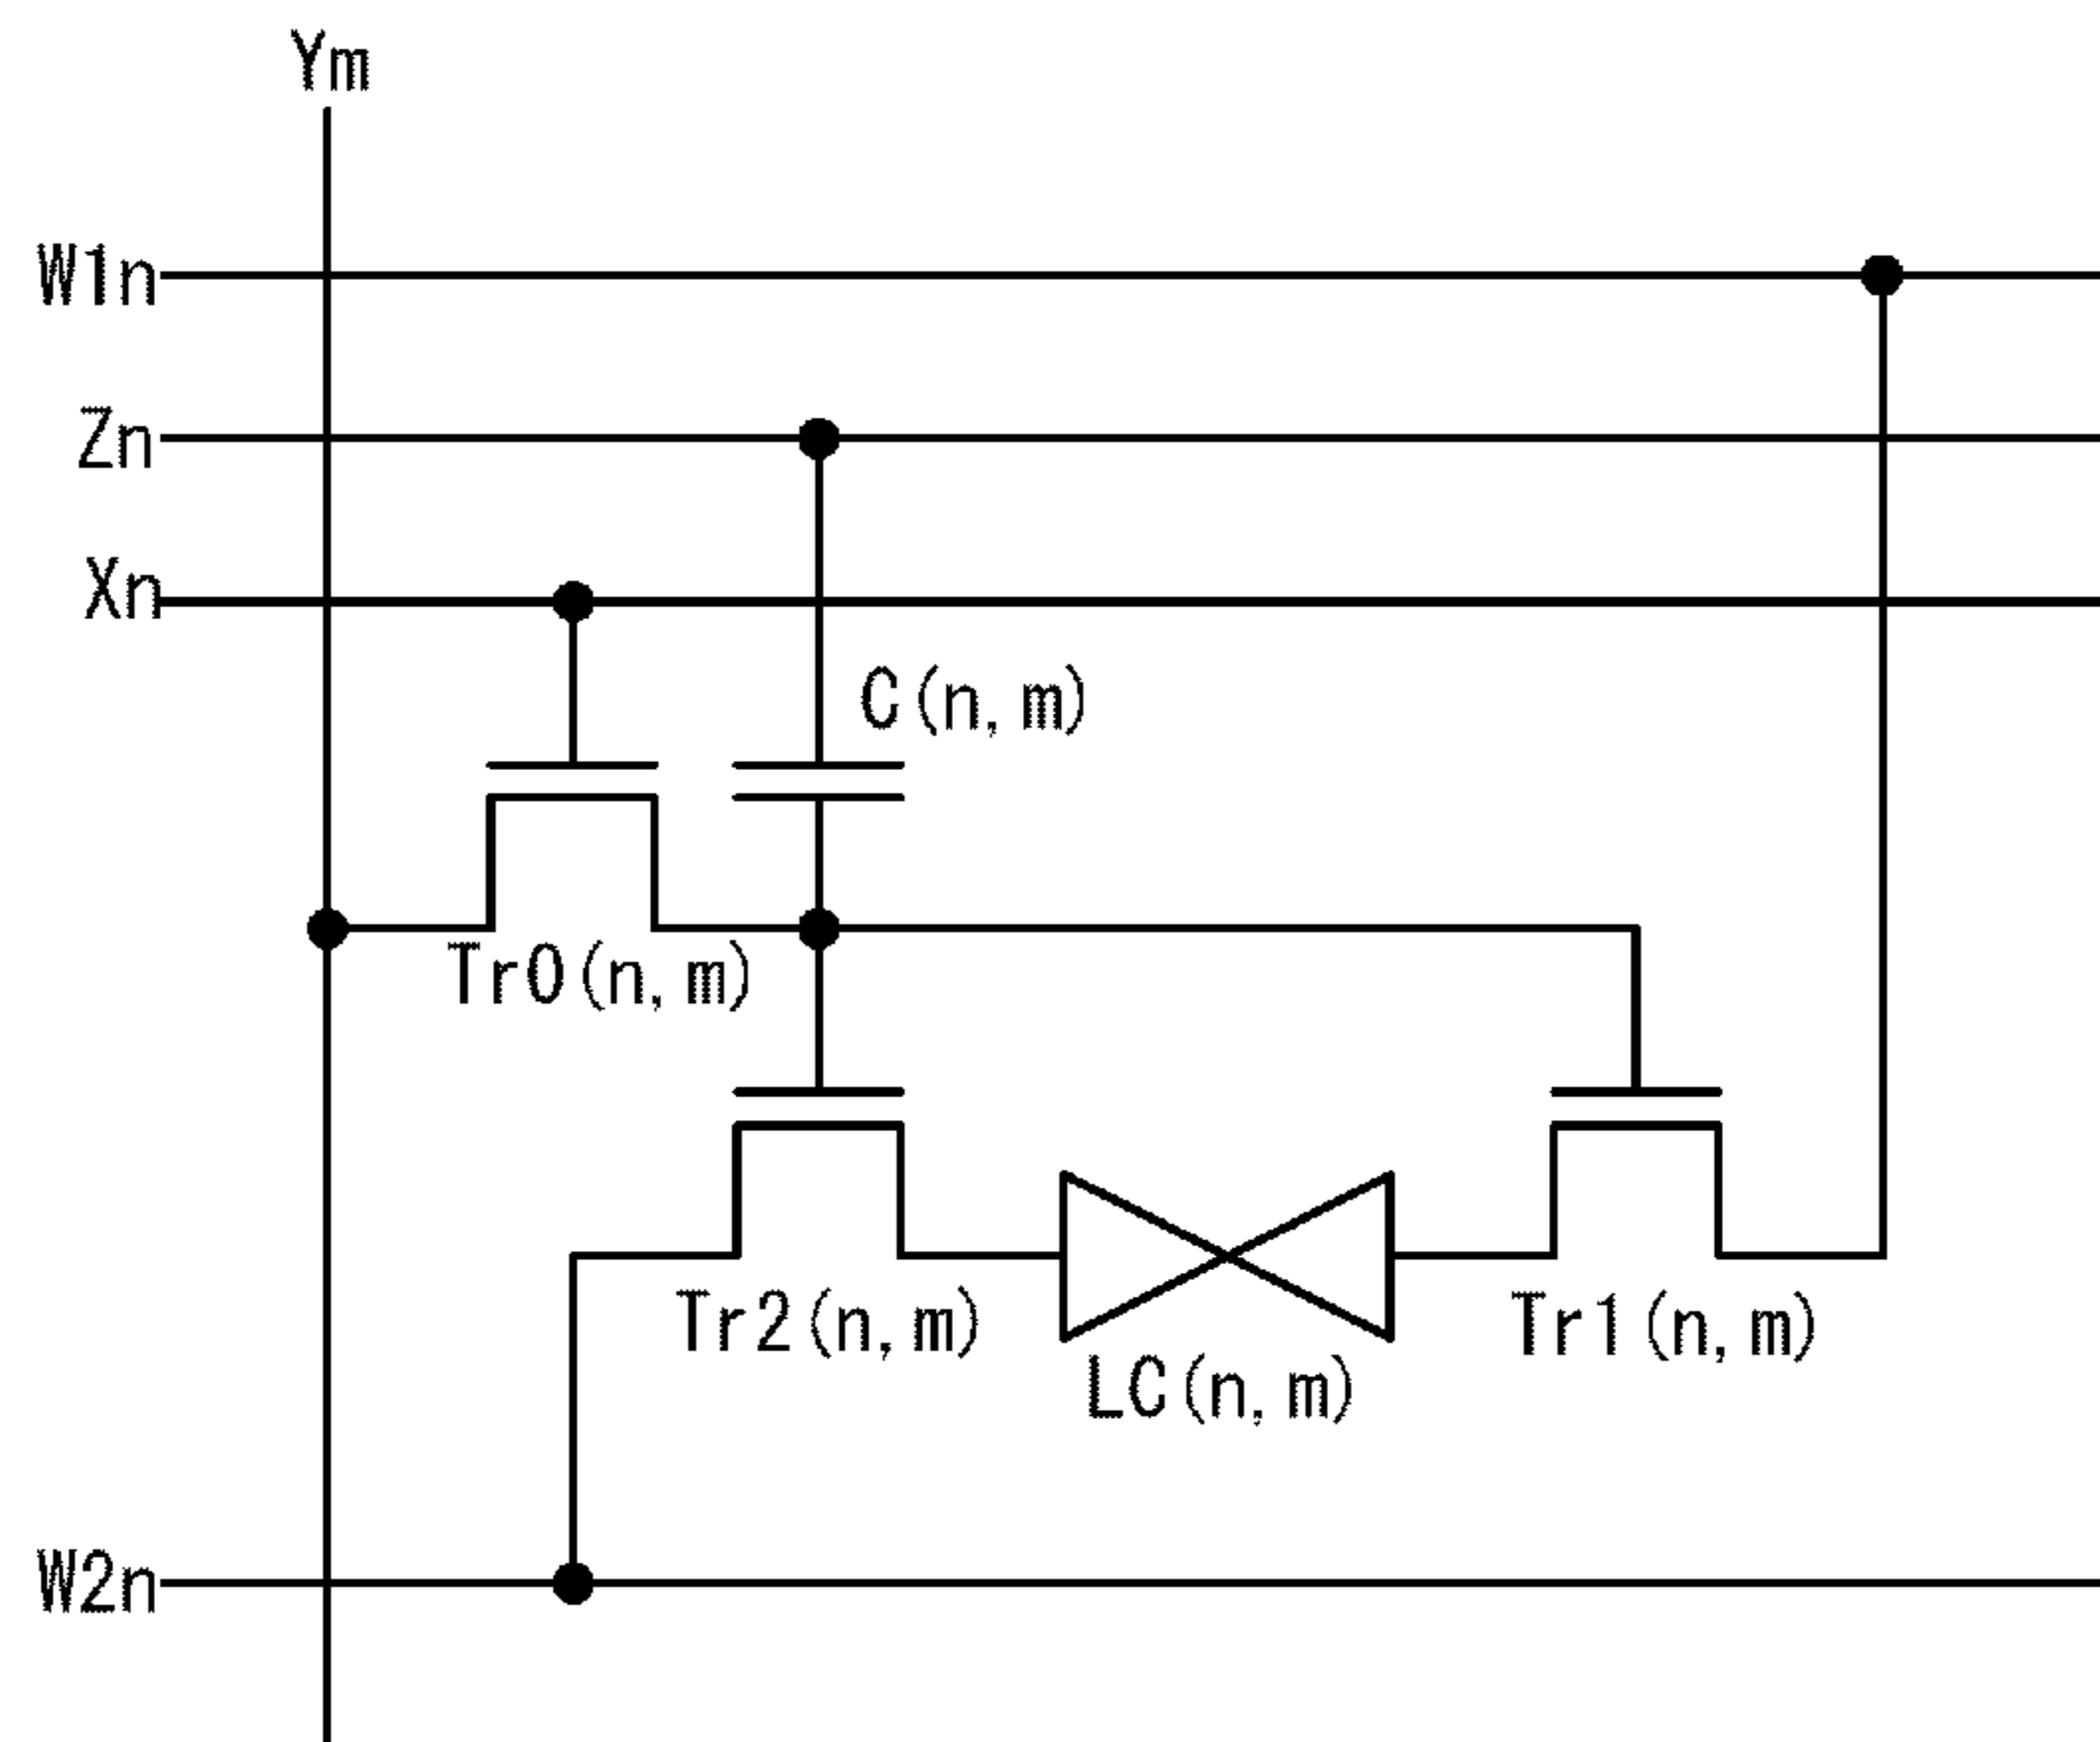 Ym
W1n
Zn
Xn
C(n,m)
Tr0(n,m)
Tr2(n,m)
Tr1(n,m)
LC(n,m)
W2n